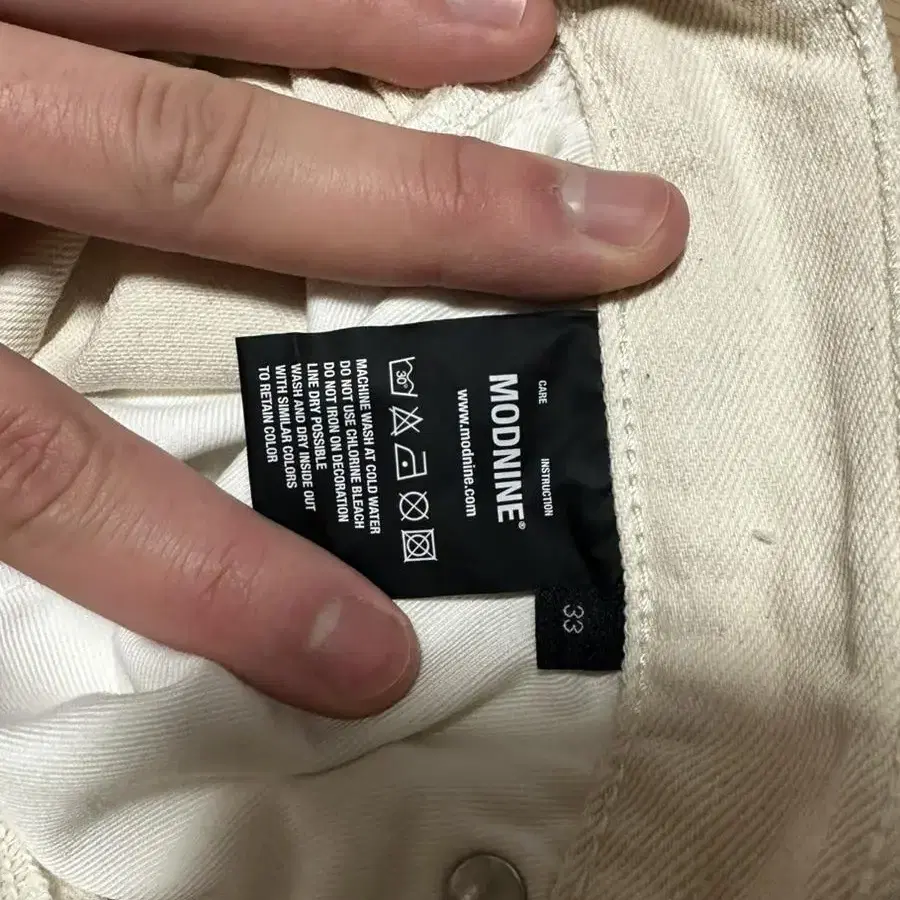 CARE INSTRUCTION
MODNINE®
www.modnine.com
30°
MACHINE WASH AT COLD WATER
DO NOT USE CHLORINE BLEACH
DO NOT IRON ON DECORATION
LINE DRY POSSIBLE
WASH AND DRY INSIDE OUT
WITH SIMILAR COLORS
TO RETAIN COLOR
33